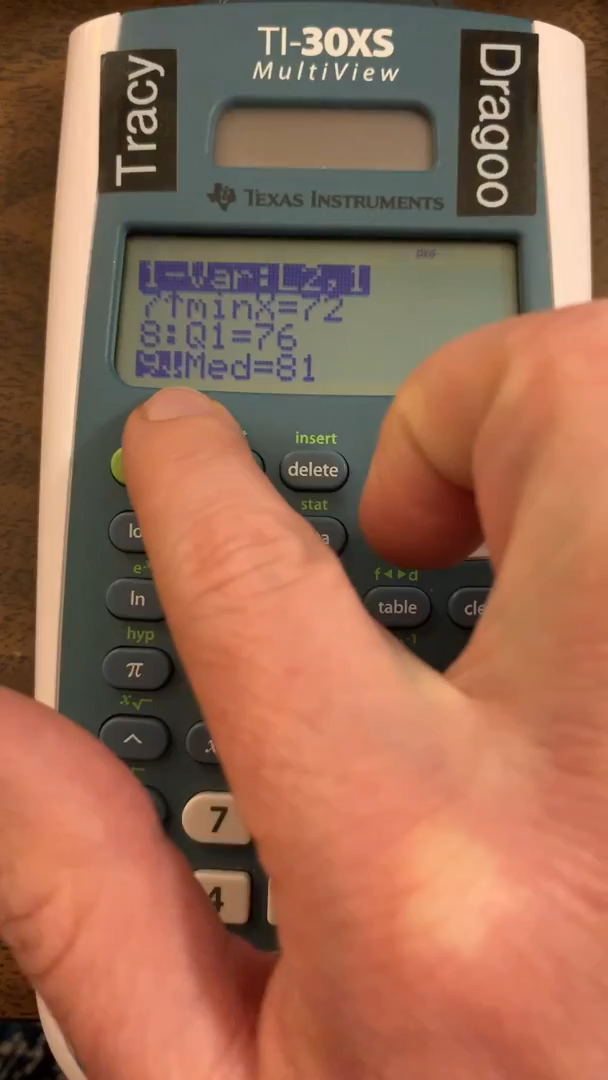 TI-30XS
MultiView
Tracy
Dragoo
TEXAS INSTRUMENTS
DEG
1-Var:L2,1
7↑minX=72
8:Q1=76
Med=81
insert
delete
stat
f◄►d
table
ln
hyp
π
^
7
4